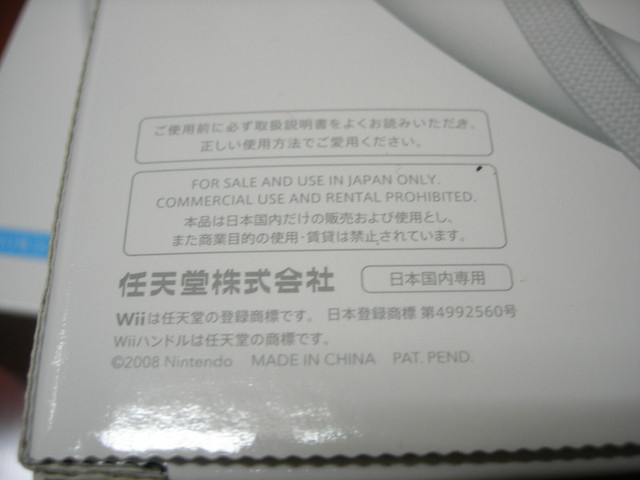 ご使用前に必ず取扱説明書をよくお読みいただき、
正しい使用方法でご愛用ください。
FOR SALE AND USE IN JAPAN ONLY.
COMMERCIAL USE AND RENTAL PROHIBITED.
本品は日本国内だけの販売および使用とし、
また商業目的の使用・賃貸は禁止されています。
任天堂株式会社 日本国内専用
Wiiは任天堂の登録商標です。 日本登録商標 第4992560号
Wiiハンドルは任天堂の商標です。
©2008 Nintendo MADE IN CHINA PAT. PEND.